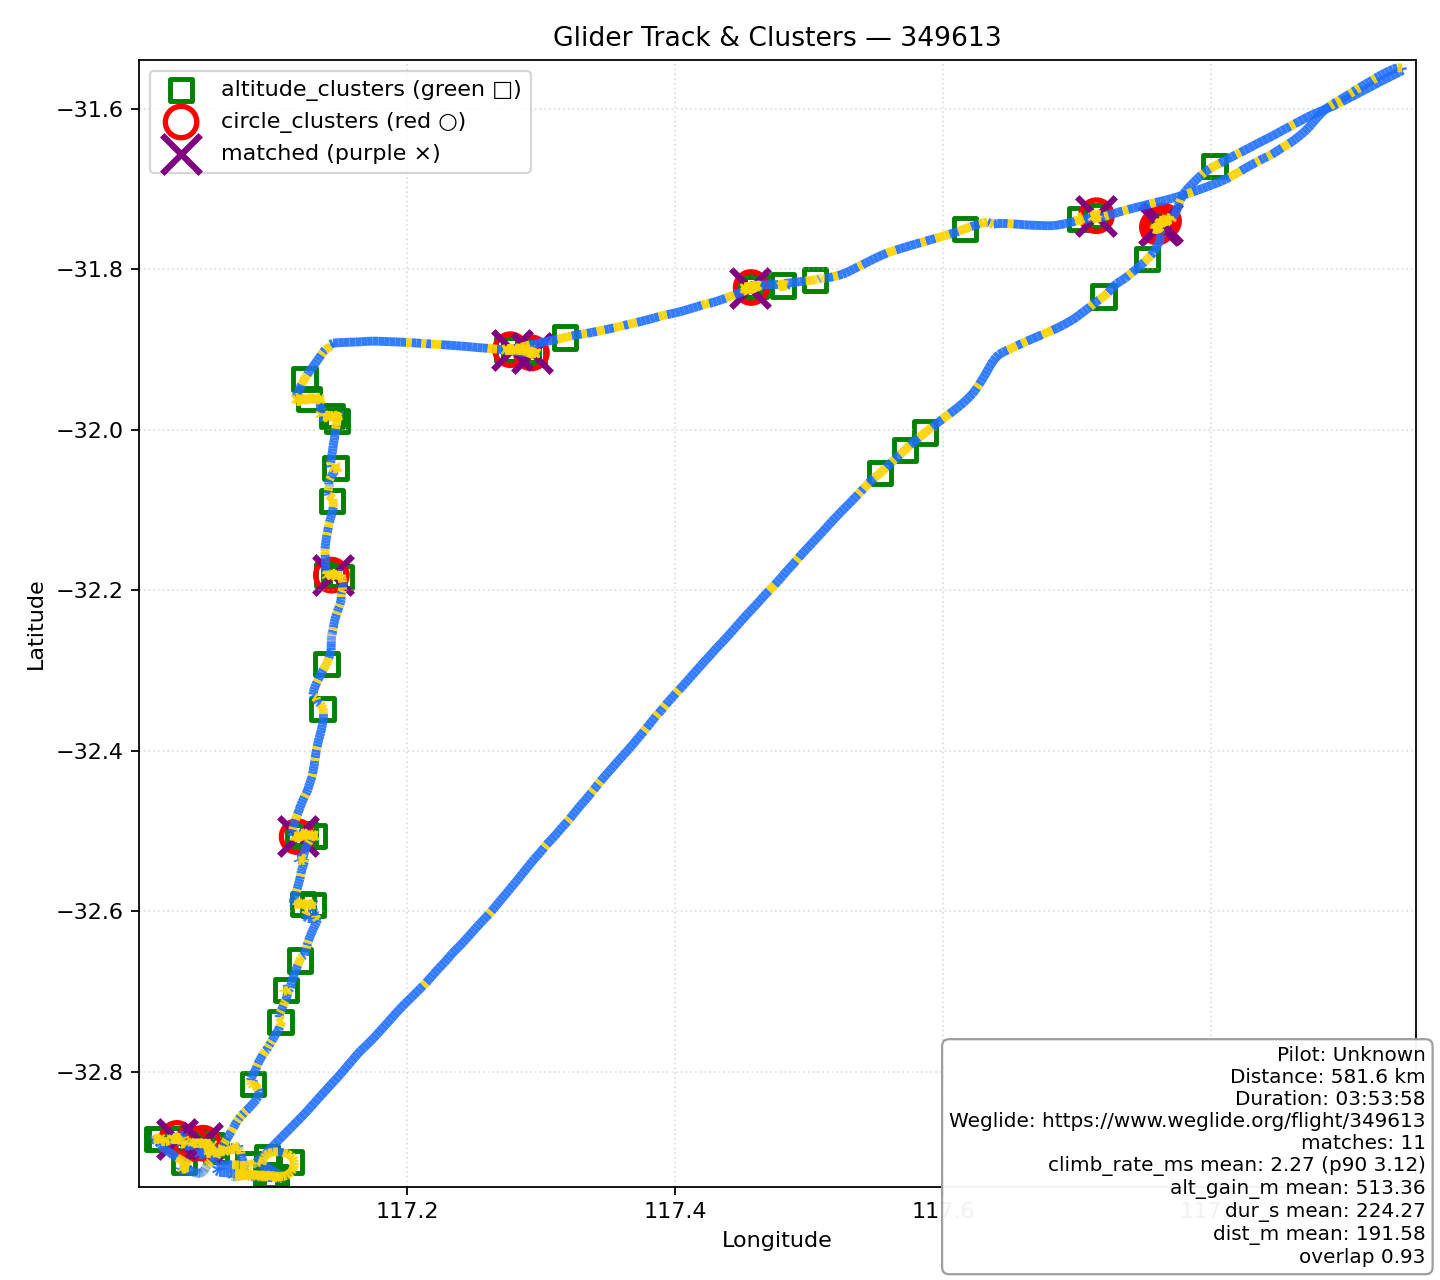 Glider Track & Clusters — 349613
altitude_clusters (green □)
circle_clusters (red ○)
matched (purple ×)
−31.6
−31.8
−32.0
−32.2
−32.4
−32.6
−32.8
Latitude
117.2
117.4
117.6
Longitude
Pilot: Unknown
Distance: 581.6 km
Duration: 03:53:58
Weglide: https://www.weglide.org/flight/349613
matches: 11
climb_rate_ms mean: 2.27 (p90 3.12)
alt_gain_m mean: 513.36
dur_s mean: 224.27
dist_m mean: 191.58
overlap 0.93